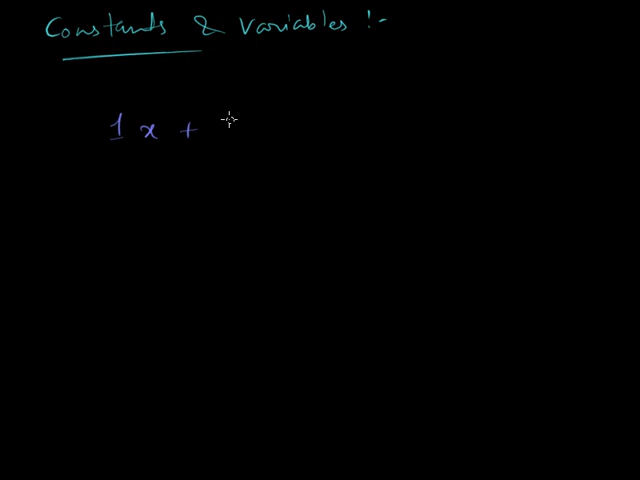 Constants & Variables :-
1 x +